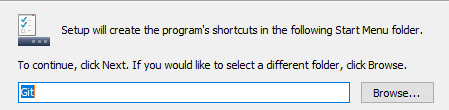 Setup will create the program's shortcuts in the following Start Menu folder.
To continue, click Next. If you would like to select a different folder, click Browse.
Git
Browse...